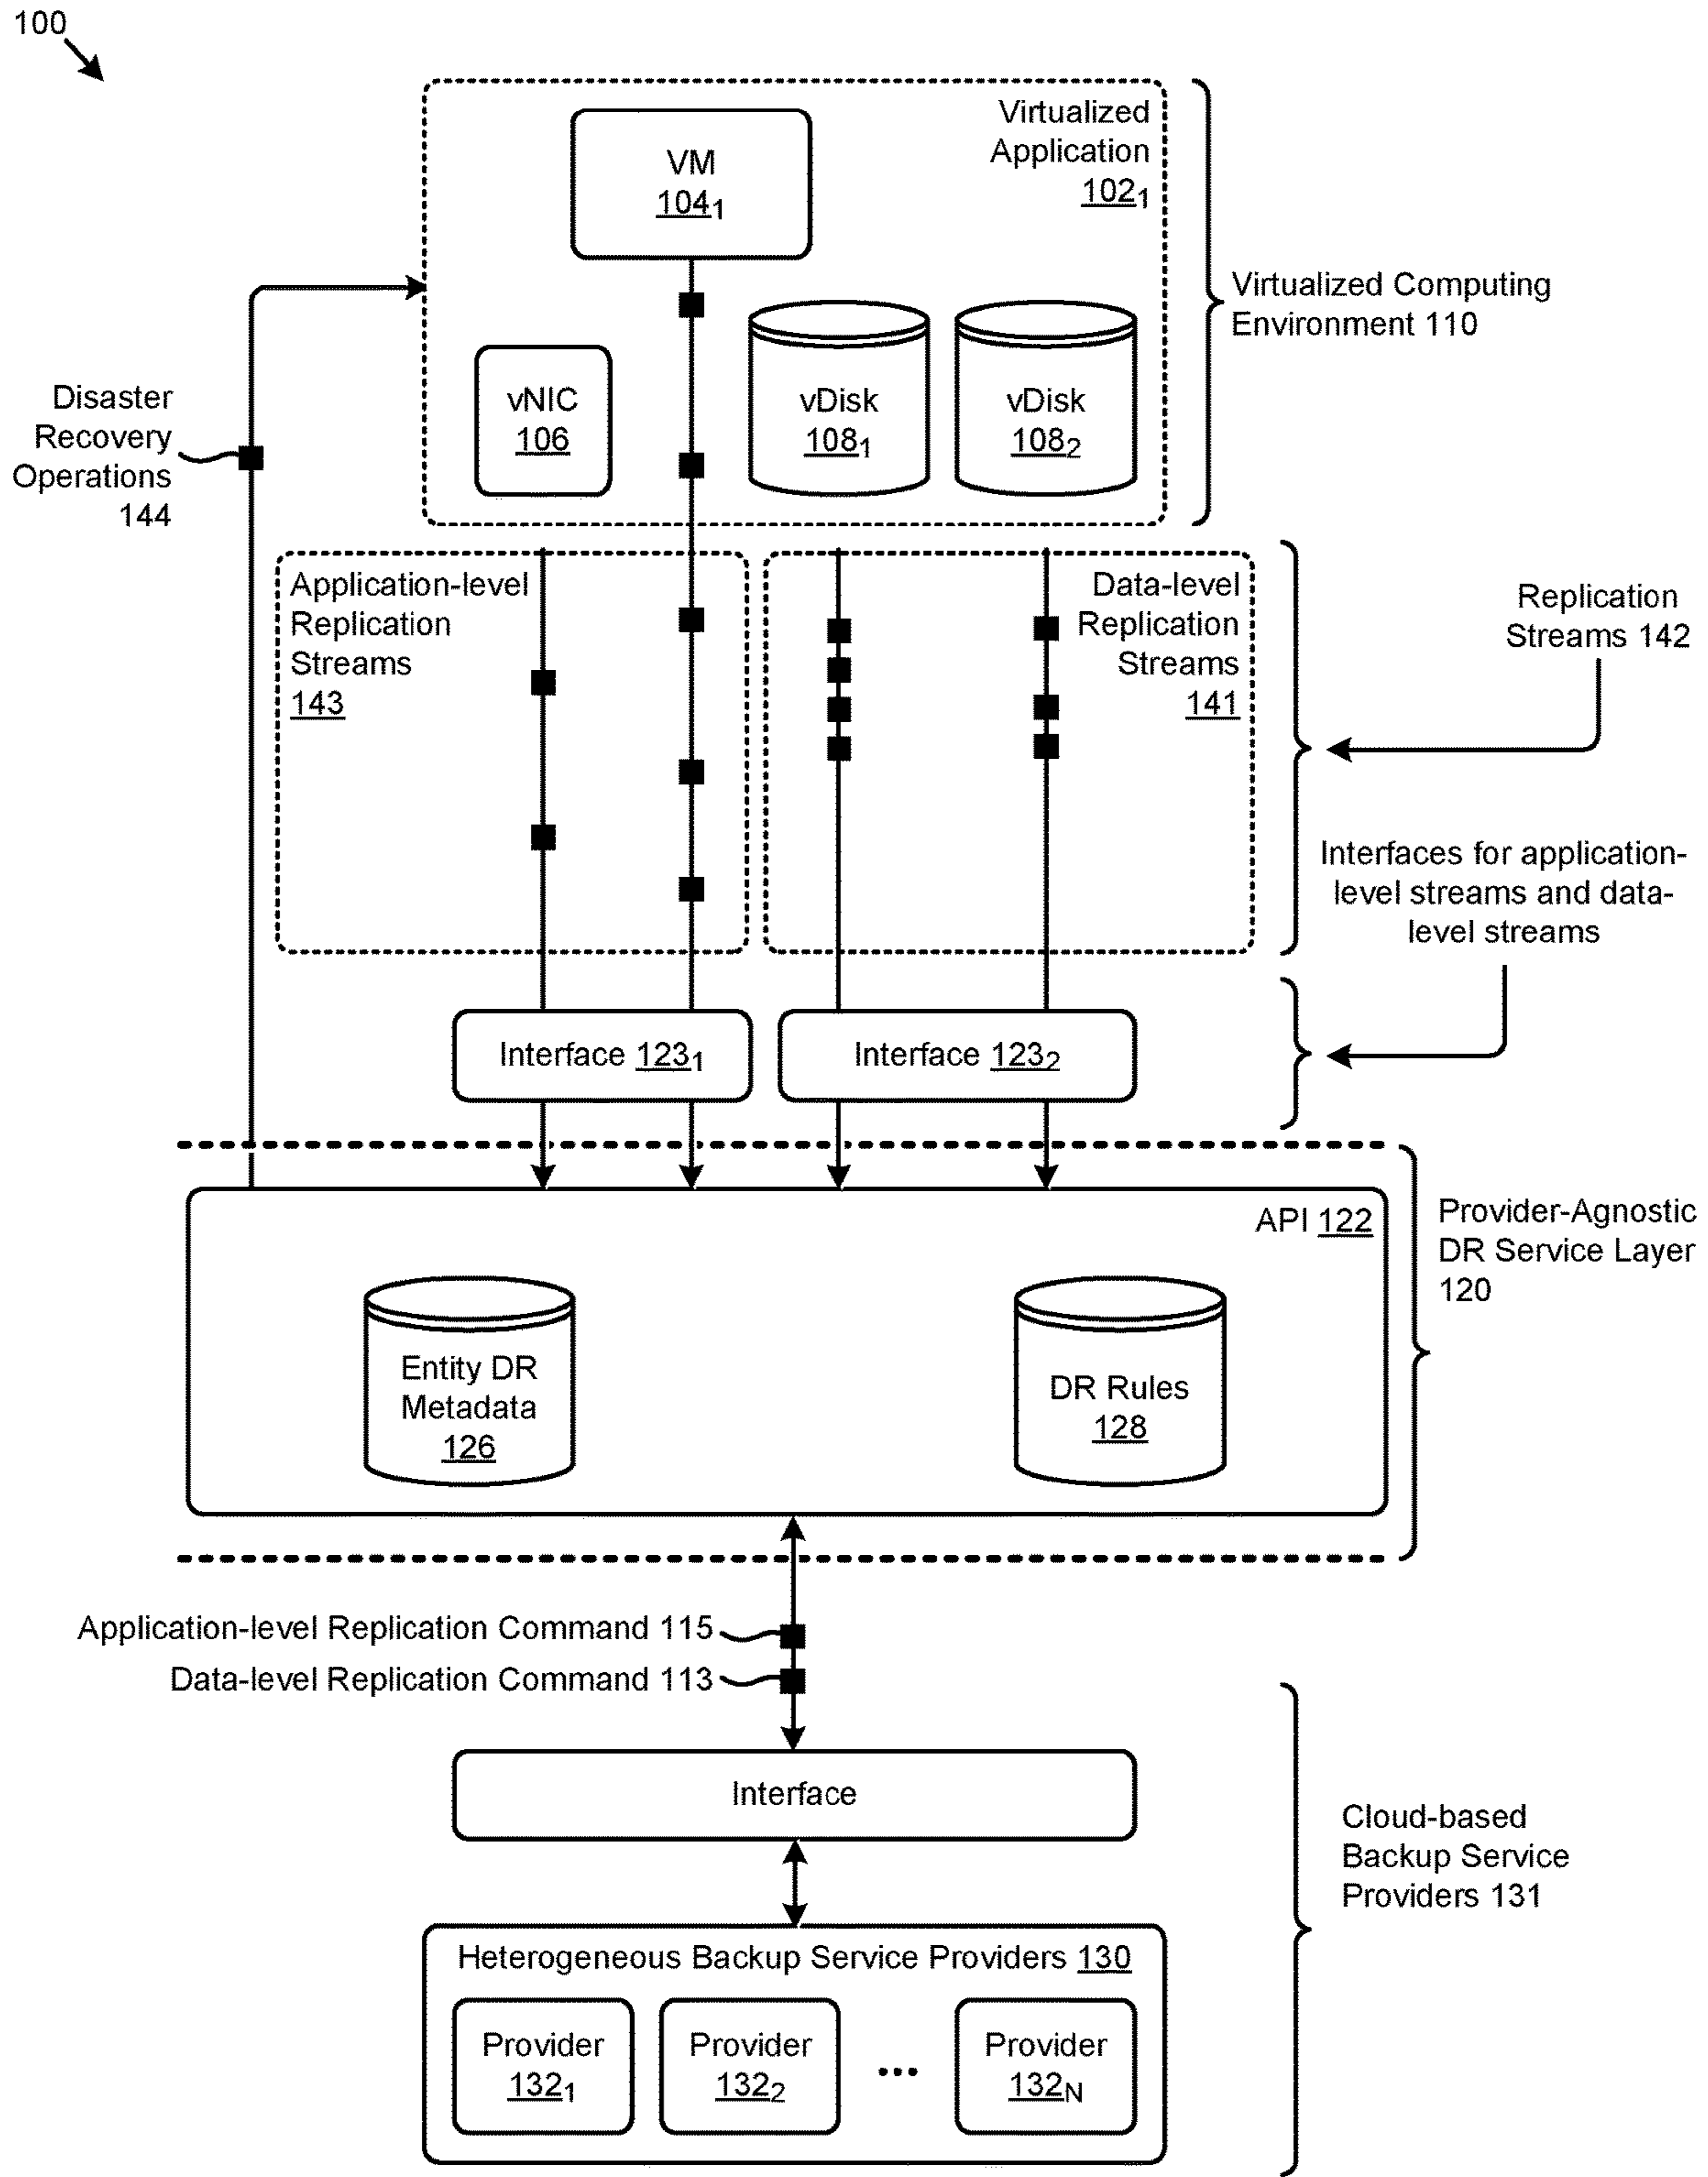 100
Virtualized
Application
102₁
VM
104₁
Virtualized Computing
Environment 110
vNIC
106
vDisk
108₁
vDisk
108₂
Disaster
Recovery
Operations
144
Application-level
Replication
Streams
143
Data-level
Replication
Streams
141
Replication
Streams 142
Interfaces for application-
level streams and data-
level streams
Interface 123₁
Interface 123₂
API 122
Provider-Agnostic
DR Service Layer
120
Entity DR
Metadata
126
DR Rules
128
Application-level Replication Command 115
Data-level Replication Command 113
Interface
Cloud-based
Backup Service
Providers 131
Heterogeneous Backup Service Providers 130
Provider
132₁
Provider
132₂
...
Provider
132N